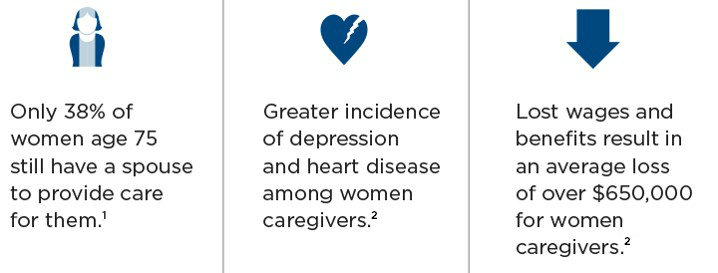 Only 38% of
women age 75
still have a spouse
to provide care
for them.¹
Greater incidence
of depression
and heart disease
among women
caregivers.²
Lost wages and
benefits result in
an average loss
of over $650,000
for women
caregivers.²